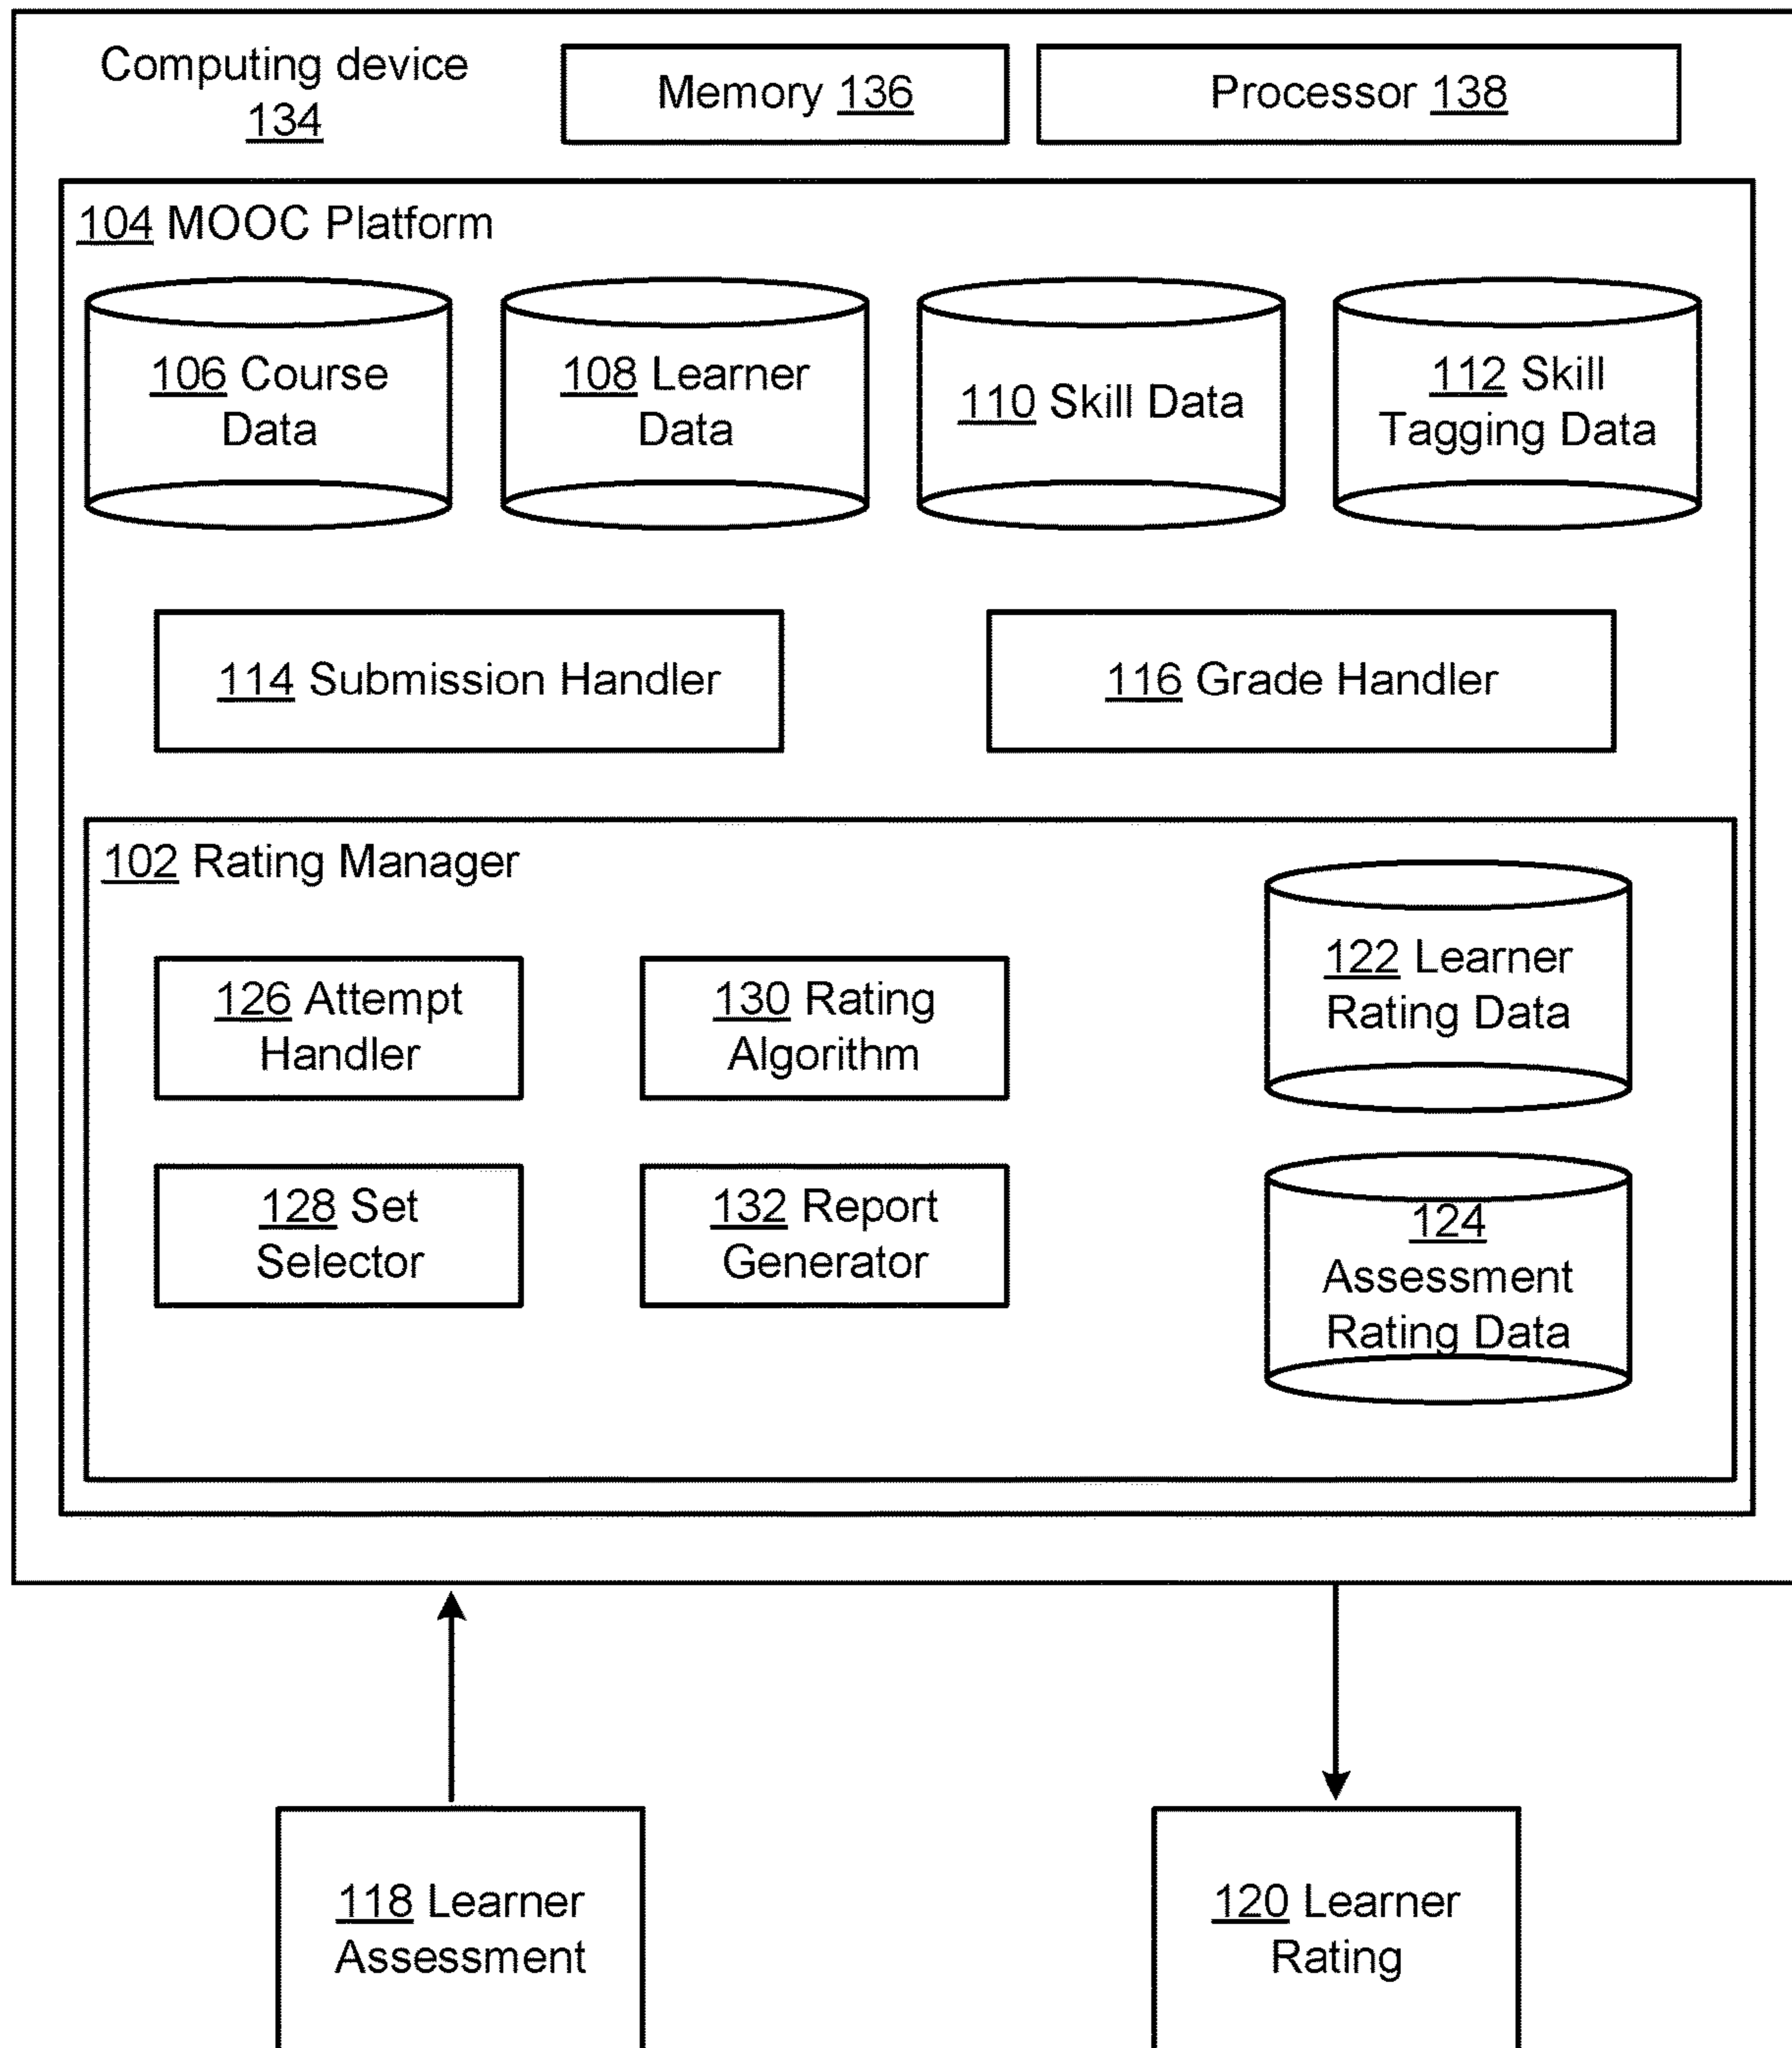 Computing device
134
Memory 136
Processor 138
104 MOOC Platform
106 Course
Data
108 Learner
Data
110 Skill Data
112 Skill
Tagging Data
114 Submission Handler
116 Grade Handler
102 Rating Manager
126 Attempt
Handler
130 Rating
Algorithm
122 Learner
Rating Data
128 Set
Selector
132 Report
Generator
124
Assessment
Rating Data
118 Learner
Assessment
120 Learner
Rating